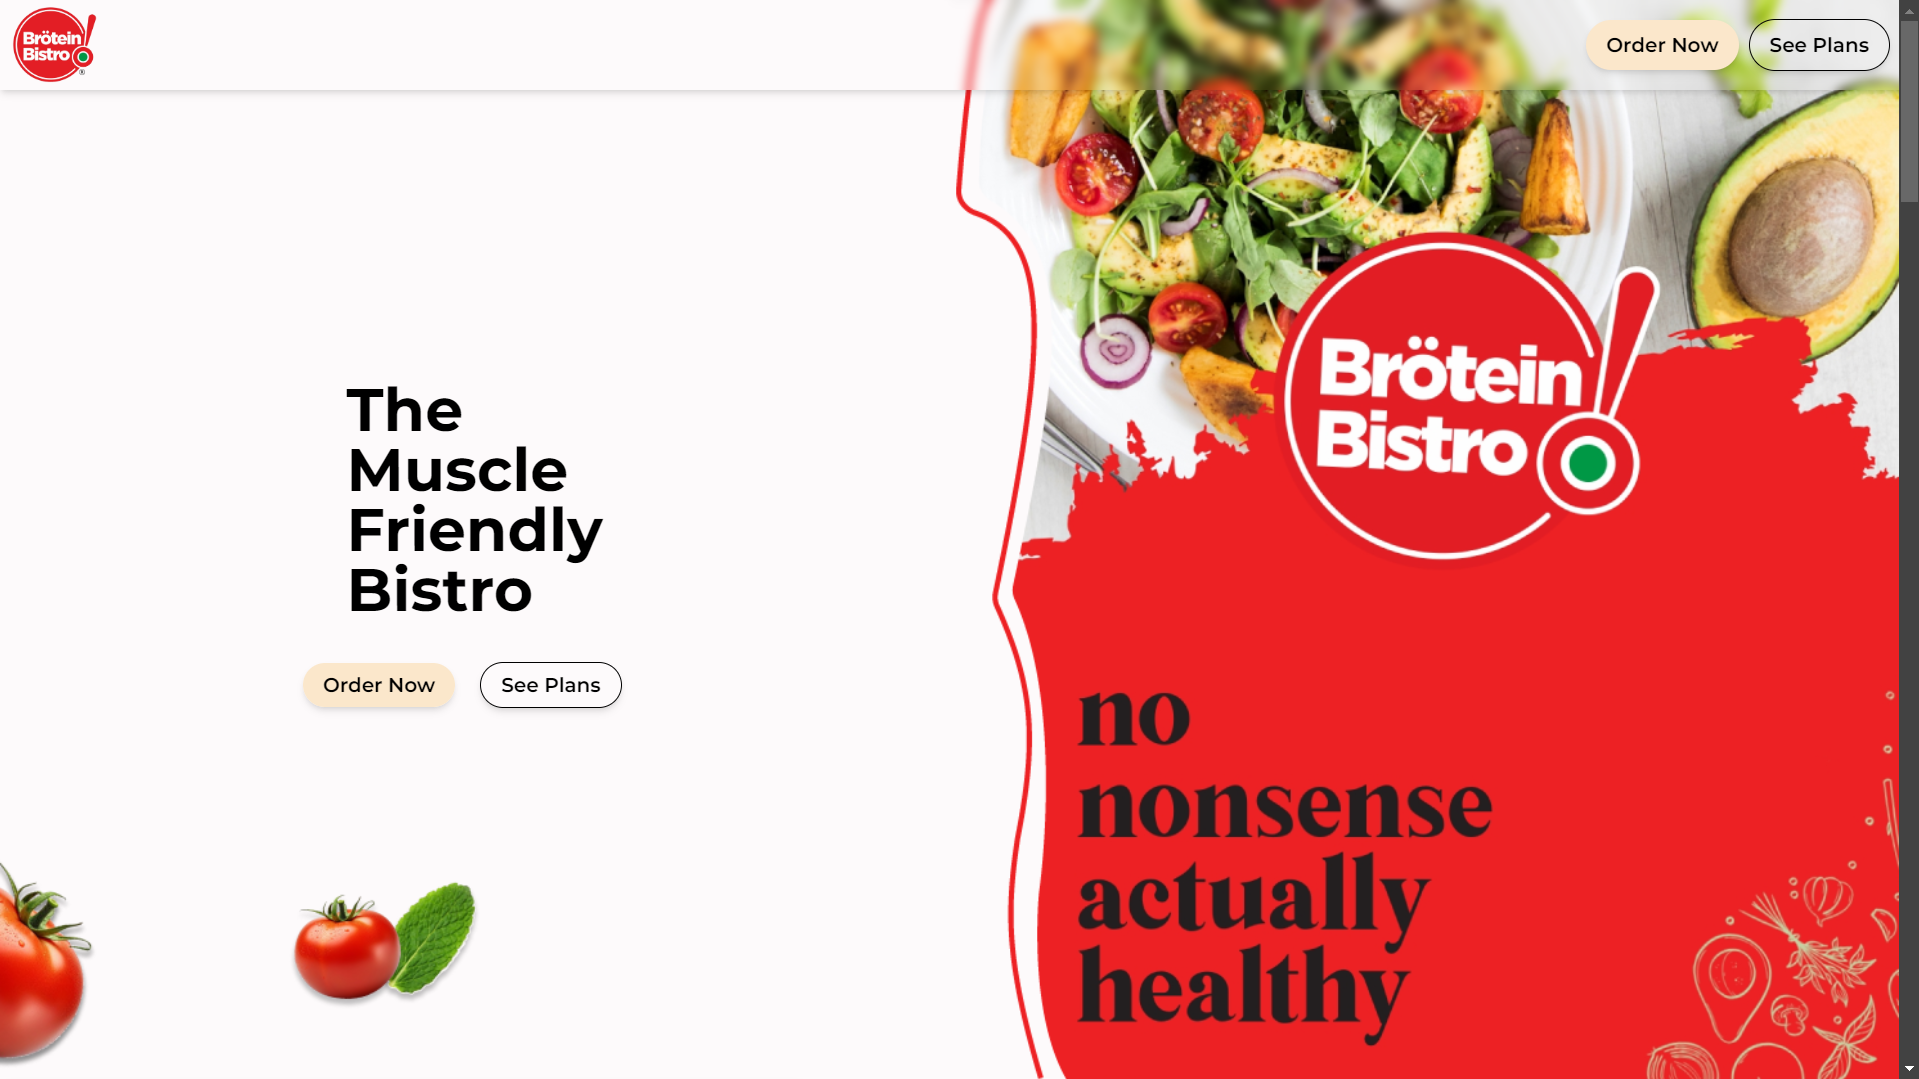 Brötein
Bistro
®
Order Now
See Plans
The
Muscle
Friendly
Bistro
Order Now
See Plans
Brötein
Bistro
no
nonsense
actually
healthy